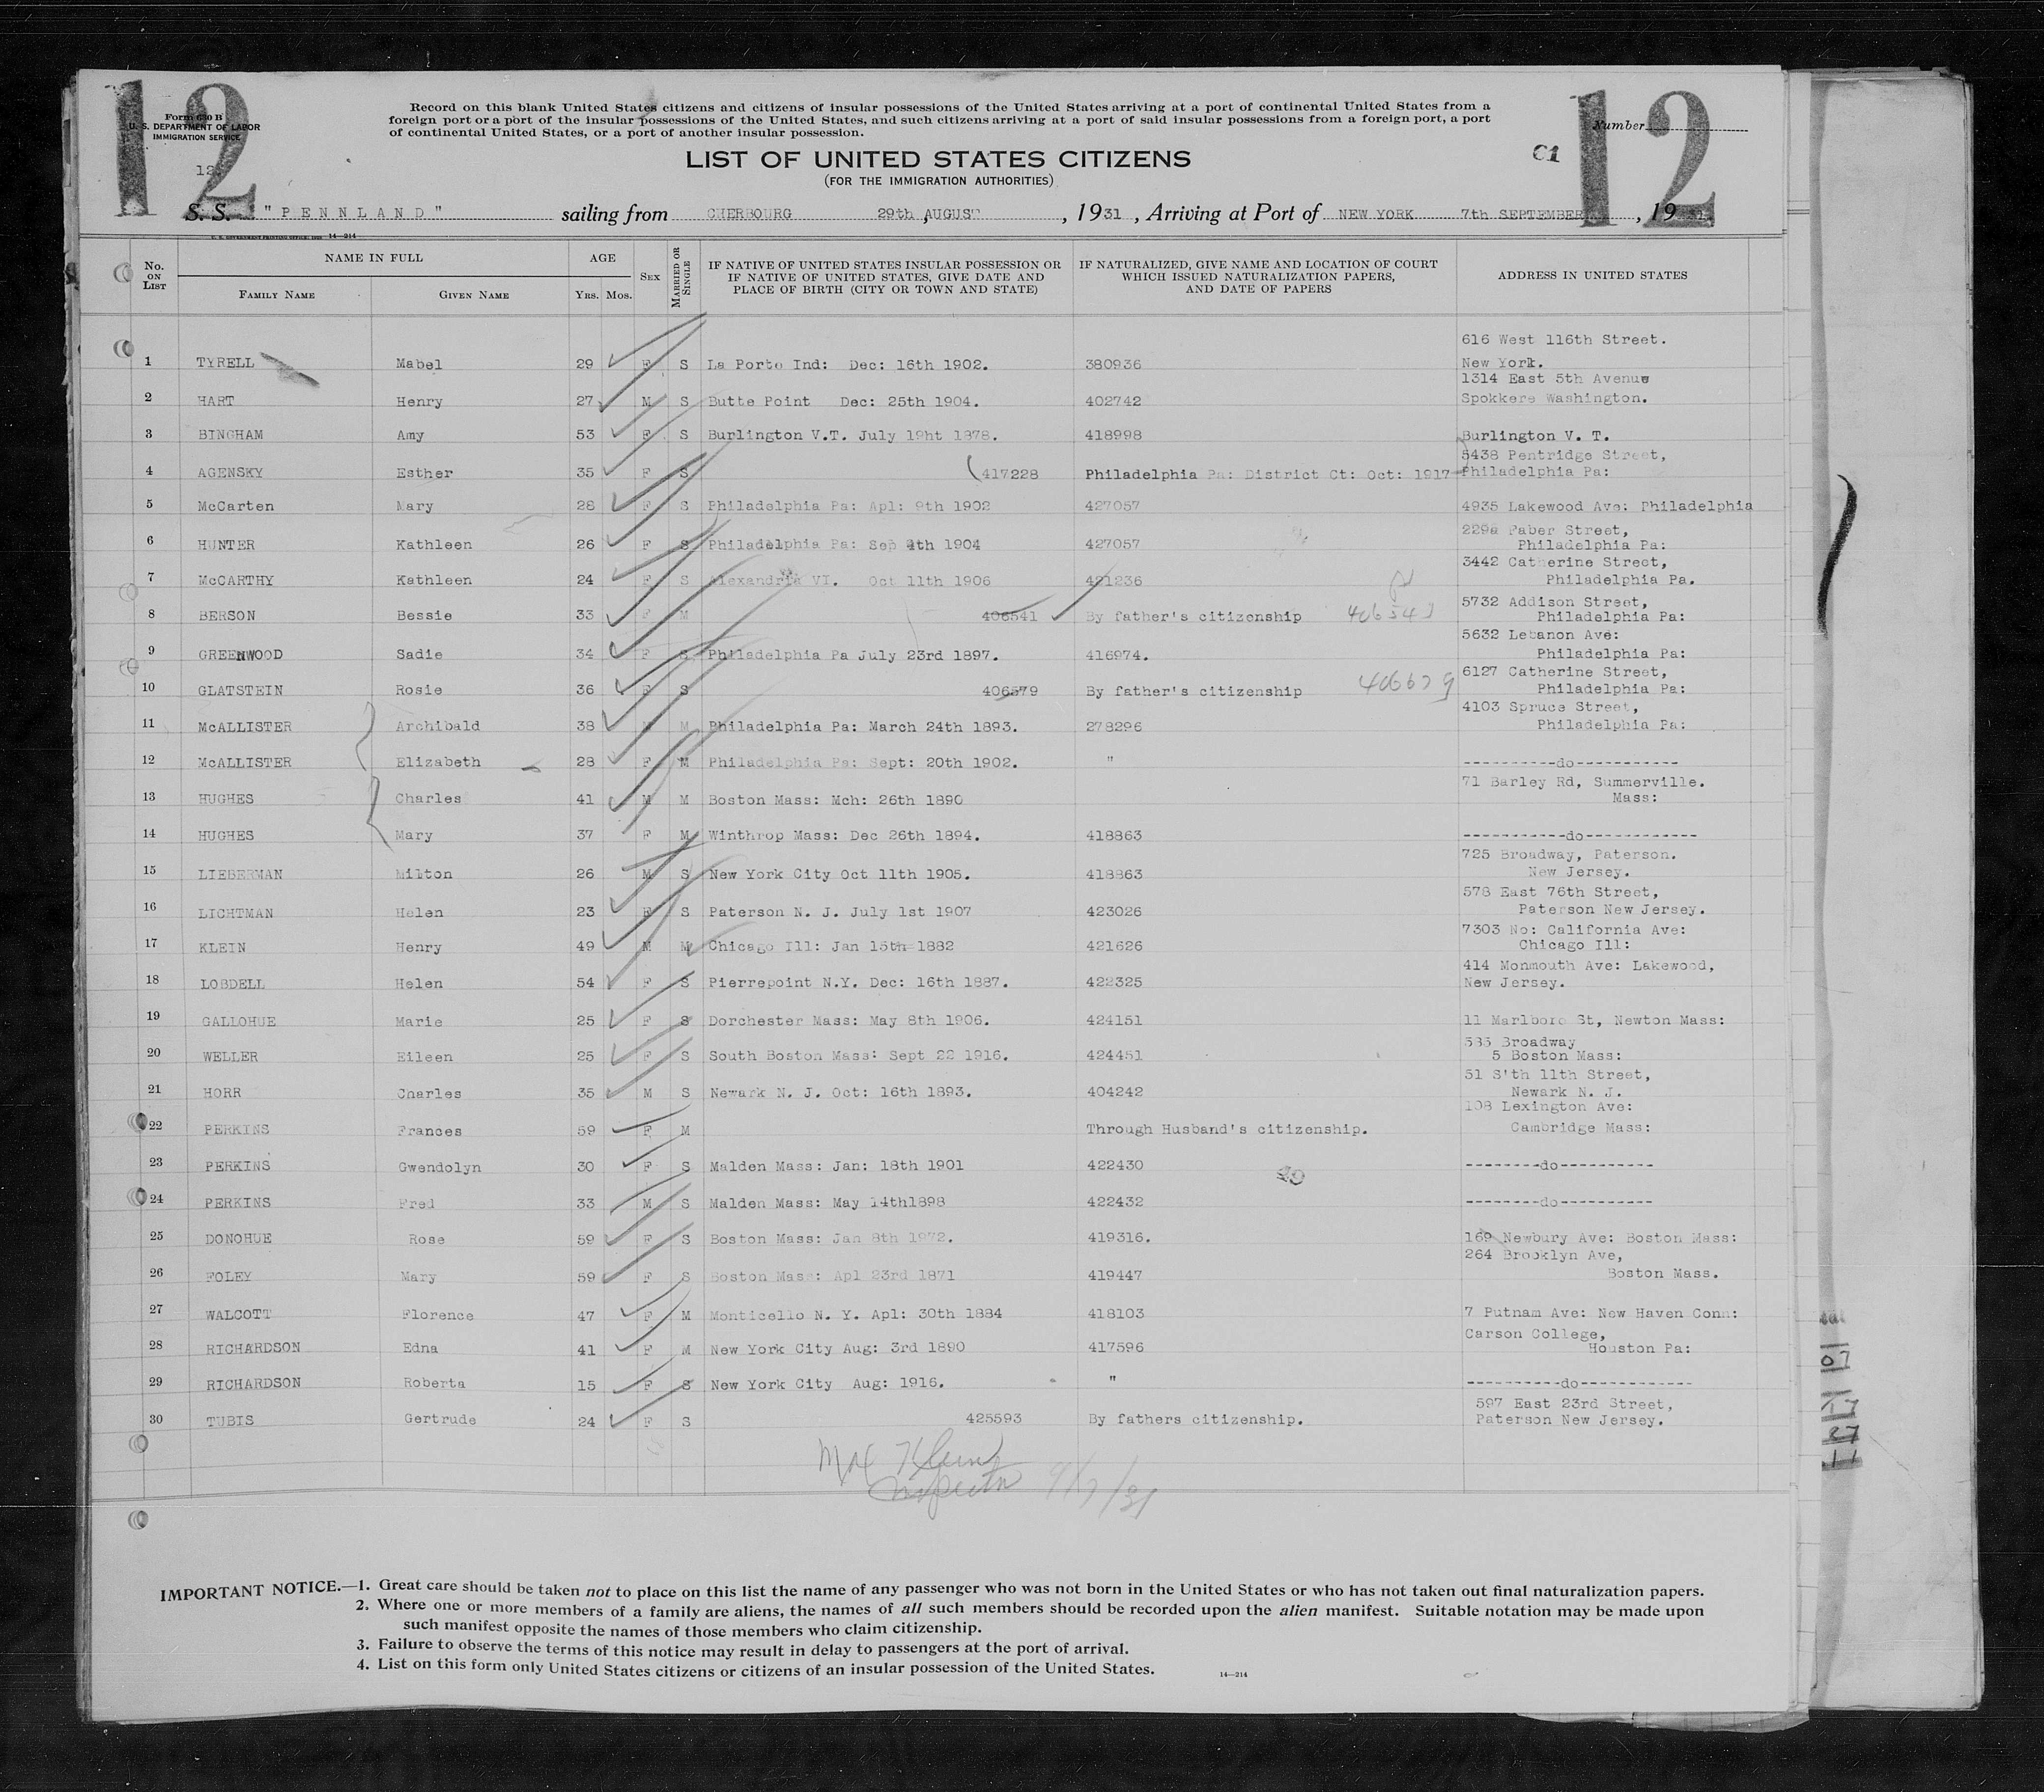 12
12
Form 630 B
U. S. DEPARTMENT OF LABOR
IMMIGRATION SERVICE
12.
Record on this blank United States citizens and citizens of insular possessions of the United States arriving at a port of continental United States from a
foreign port or a port of the insular possessions of the United States, and such citizens arriving at a port of said insular possessions from a foreign port, a port
of continental United States, or a port of another insular possession.
Number
C1
LIST OF UNITED STATES CITIZENS
(FOR THE IMMIGRATION AUTHORITIES)
S. S. "PENNLAND" sailing from CHERBOURG 29th AUGUST, 1931, Arriving at Port of NEW YORK 7th SEPTEMBER, 1931.
14—214
No. ON LIST NAME IN FULL FAMILY NAME GIVEN NAME AGE YRS. MOS. SEX MARRIED OR SINGLE IF NATIVE OF UNITED STATES INSULAR POSSESSION OR IF NATIVE OF UNITED STATES, GIVE DATE AND PLACE OF BIRTH (CITY OR TOWN AND STATE) IF NATURALIZED, GIVE NAME AND LOCATION OF COURT WHICH ISSUED NATURALIZATION PAPERS, AND DATE OF PAPERS ADDRESS IN UNITED STATES
616 West 116th Street.
1 TYRELL Mabel 29 F S La Porte Ind: Dec: 16th 1902. 380936 New York.
1314 East 5th Avenue
2 HART Henry 27 M S Butte Point Dec: 25th 1904. 402742 Spokkere Washington.
3 BINGHAM Amy 53 F S Burlington V.T. July 19ht 1878. 418998 Burlington V. T.
5438 Pentridge Street,
4 AGENSKY Esther 35 F S 417228 Philadelphia Pa: District Ct: Oct: 1917 Philadelphia Pa:
5 McCarten Mary 28 F S Philadelphia Pa: Apl: 9th 1902 427057 4935 Lakewood Ave: Philadelphia
229a Faber Street,
6 HUNTER Kathleen 26 F S Philadelphia Pa: Sep 4th 1904 427057 Philadelphia Pa:
3442 Catherine Street,
7 McCARTHY Kathleen 24 F S Alexandria VI. Oct 11th 1906 421236 Philadelphia Pa.
5732 Addison Street,
8 BERSON Bessie 33 F M 406541 By father's citizenship 406543 Philadelphia Pa:
5632 Lebanon Ave:
9 GREENWOOD Sadie 34 F S Philadelphia Pa July 23rd 1897. 416974. Philadelphia Pa:
6127 Catherine Street,
10 GLATSTEIN Rosie 36 F S 406579 By father's citizenship 406679 Philadelphia Pa:
4103 Spruce Street,
11 McALLISTER Archibald 38 M M Philadelphia Pa: March 24th 1893. 278296 Philadelphia Pa:
12 McALLISTER Elizabeth 28 F M Philadelphia Pa: Sept: 20th 1902. " ----------do-----------
71 Barley Rd, Summerville.
13 HUGHES Charles 41 M M Boston Mass: Mch: 26th 1890 Mass:
14 HUGHES Mary 37 F M Winthrop Mass: Dec 26th 1894. 418863 -----------do------------
725 Broadway, Paterson.
15 LIEBERMAN Milton 26 M S New York City Oct 11th 1905. 418863 New Jersey.
578 East 76th Street,
16 LICHTMAN Helen 23 F S Paterson N. J. July 1st 1907 423026 Paterson New Jersey.
7303 No: California Ave:
17 KLEIN Henry 49 M M Chicago Ill: Jan 15th 1882 421626 Chicago Ill:
414 Monmouth Ave: Lakewood,
18 LOBDELL Helen 54 F S Pierrepoint N.Y. Dec: 16th 1887. 422325 New Jersey.
19 GALLOHUE Marie 25 F S Dorchester Mass: May 8th 1906. 424151 11 Marlboro St, Newton Mass:
583 Broadway
20 WELLER Eileen 25 F S South Boston Mass: Sept 22 1916. 424451 5 Boston Mass:
51 S'th 11th Street,
21 HORR Charles 35 M S Newark N. J. Oct: 16th 1893. 404242 Newark N. J.
108 Lexington Ave:
22 PERKINS Frances 59 F M Through Husband's citizenship. Cambridge Mass:
23 PERKINS Gwendolyn 30 F S Malden Mass: Jan: 18th 1901 422430 --------do----------
24 PERKINS Fred 33 M S Malden Mass: May 14th1898 422432 --------do----------
25 DONOHUE Rose 59 F S Boston Mass: Jan 8th 1972. 419316. 169 Newbury Ave: Boston Mass:
264 Brooklyn Ave,
26 FOLEY Mary 59 F S Boston Mass: Apl 23rd 1871 419447 Boston Mass.
27 WALCOTT Florence 47 F M Monticello N. Y. Apl: 30th 1884 418103 7 Putnam Ave: New Haven Conn:
Carson College,
28 RICHARDSON Edna 41 F M New York City Aug: 3rd 1890 417596 Houston Pa:
29 RICHARDSON Roberta 15 F S New York City Aug: 1916. " ----------do------------
597 East 23rd Street,
30 TUBIS Gertrude 24 F S 425593 By fathers citizenship. Paterson New Jersey.
Inspector 9/7/31
IMPORTANT NOTICE.—1. Great care should be taken not to place on this list the name of any passenger who was not born in the United States or who has not taken out final naturalization papers.
2. Where one or more members of a family are aliens, the names of all such members should be recorded upon the alien manifest. Suitable notation may be made upon
such manifest opposite the names of those members who claim citizenship.
3. Failure to observe the terms of this notice may result in delay to passengers at the port of arrival.
4. List on this form only United States citizens or citizens of an insular possession of the United States.
14—214